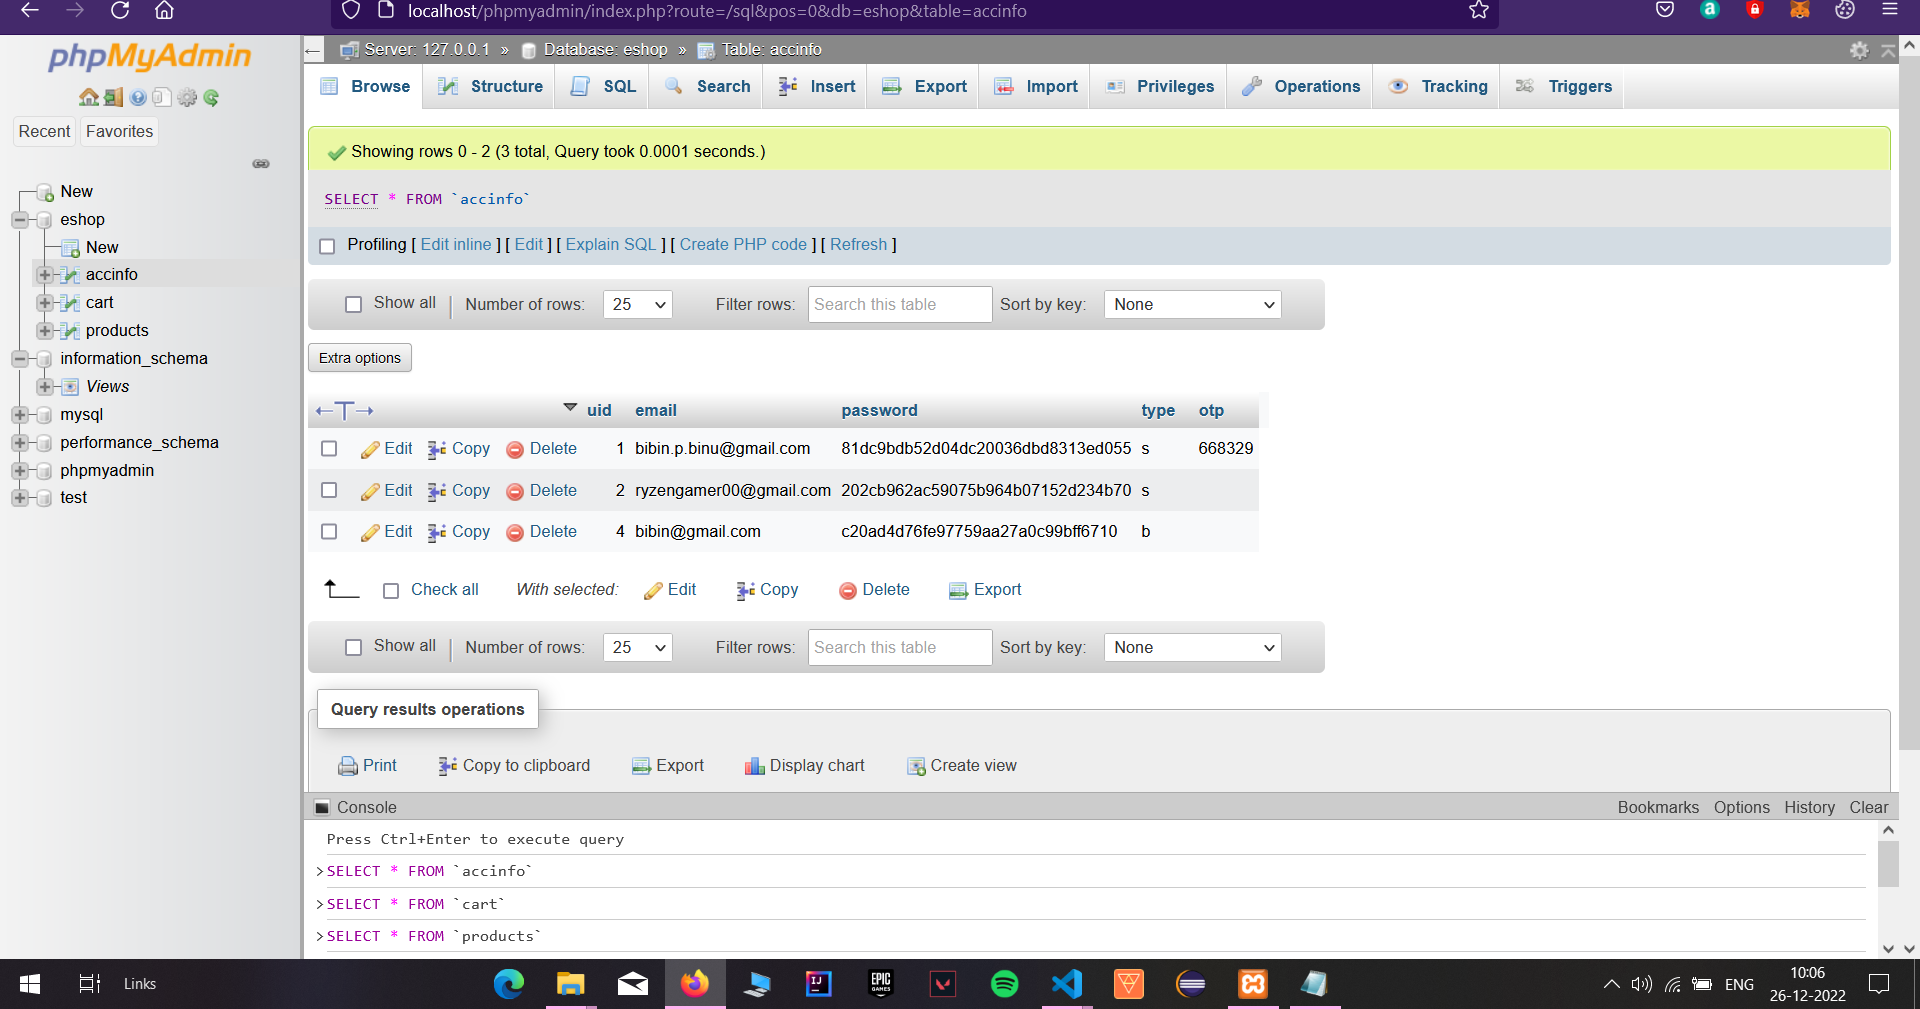 localhost/phpmyadmin/index.php?route=/sql&pos=0&db=eshop&table=accinfo
phpMyAdmin
Recent Favorites
New
eshop
New
accinfo
cart
products
information_schema
Views
mysql
performance_schema
phpmyadmin
test
Server: 127.0.0.1 » Database: eshop » Table: accinfo
Browse Structure SQL Search Insert Export Import Privileges Operations Tracking Triggers
Showing rows 0 - 2 (3 total, Query took 0.0001 seconds.)
SELECT * FROM `accinfo`
Profiling [ Edit inline ] [ Edit ] [ Explain SQL ] [ Create PHP code ] [ Refresh ]
Show all Number of rows: 25 Filter rows: Search this table Sort by key: None
Extra options
uid email password type otp
Edit Copy Delete 1 bibin.p.binu@gmail.com 81dc9bdb52d04dc20036dbd8313ed055 s 668329
Edit Copy Delete 2 ryzengamer00@gmail.com 202cb962ac59075b964b07152d234b70 s
Edit Copy Delete 4 bibin@gmail.com c20ad4d76fe97759aa27a0c99bff6710 b
Check all With selected: Edit Copy Delete Export
Show all Number of rows: 25 Filter rows: Search this table Sort by key: None
Query results operations
Print Copy to clipboard Export Display chart Create view
Console Bookmarks Options History Clear
Press Ctrl+Enter to execute query
>SELECT * FROM `accinfo`
>SELECT * FROM `cart`
>SELECT * FROM `products`
Links
IJ
EPIC GAMES
ENG
10:06
26-12-2022